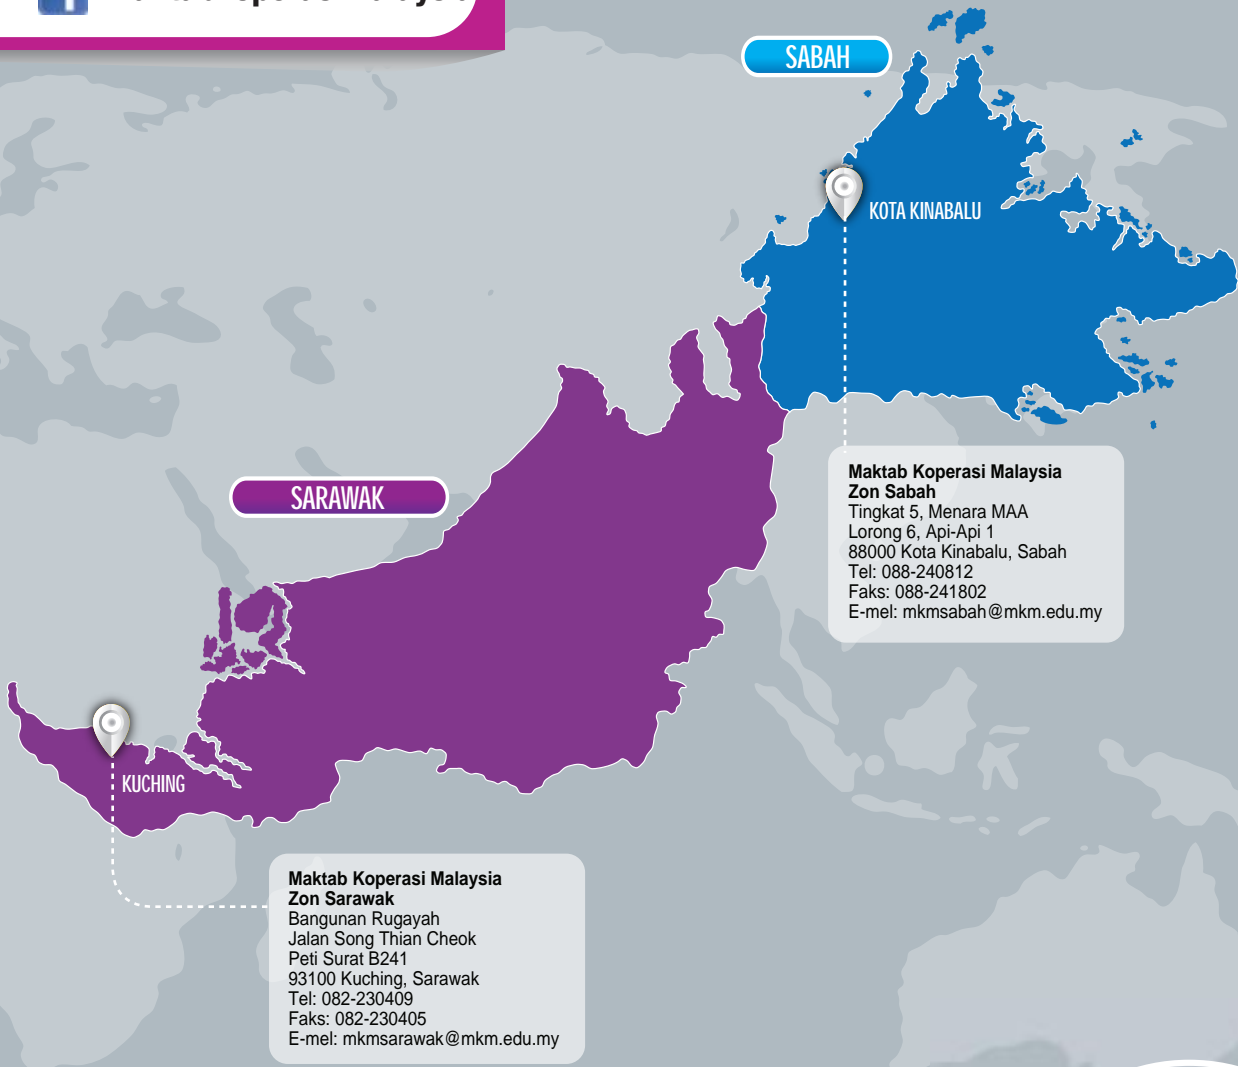 SABAH
KOTA KINABALU
Maktab Koperasi Malaysia
Zon Sabah
Tingkat 5, Menara MAA
Lorong 6, Api-Api 1
88000 Kota Kinabalu, Sabah
Tel: 088-240812
Faks: 088-241802
E-mel: mkmsabah@mkm.edu.my
SARAWAK
KUCHING
Maktab Koperasi Malaysia
Zon Sarawak
Bangunan Rugayah
Jalan Song Thian Cheok
Peti Surat B241
93100 Kuching, Sarawak
Tel: 082-230409
Faks: 082-230405
E-mel: mkmsarawak@mkm.edu.my